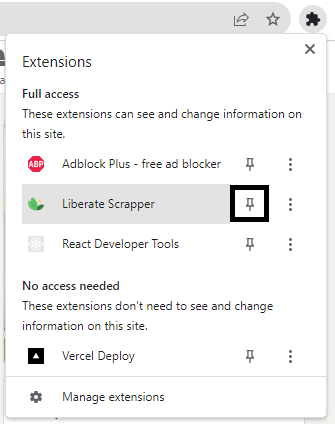 Extensions
Full access
These extensions can see and change information on
this site.
ABP
Adblock Plus - free ad blocker
Liberate Scrapper
React Developer Tools
No access needed
These extensions don't need to see and change
information on this site.
Vercel Deploy
Manage extensions